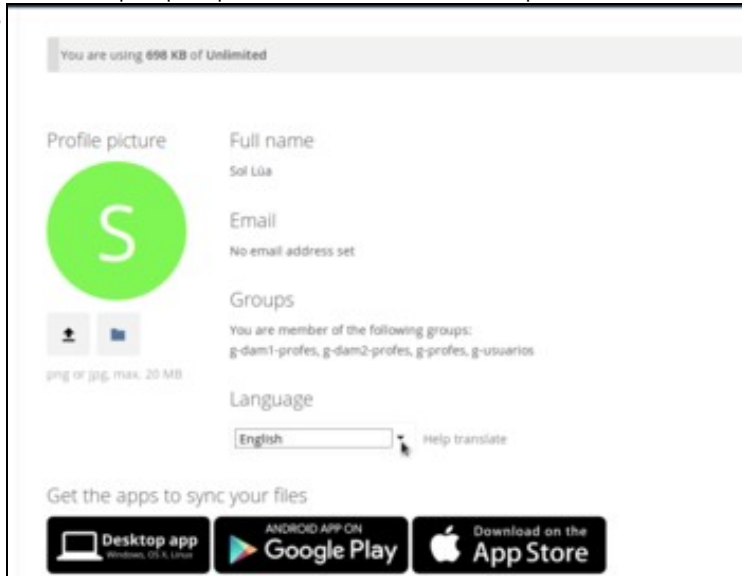 You are using 698 KB of Unlimited
Profile picture
S
png or jpg, max. 20 MB
Full name
Sol Lúa
Email
No email address set
Groups
You are member of the following groups:
g-dam1-profes, g-dam2-profes, g-profes, g-usuarios
Language
English
Help translate
Get the apps to sync your files
Desktop app
Windows, OS X, Linux
ANDROID APP ON
Google Play
Download on the
App Store